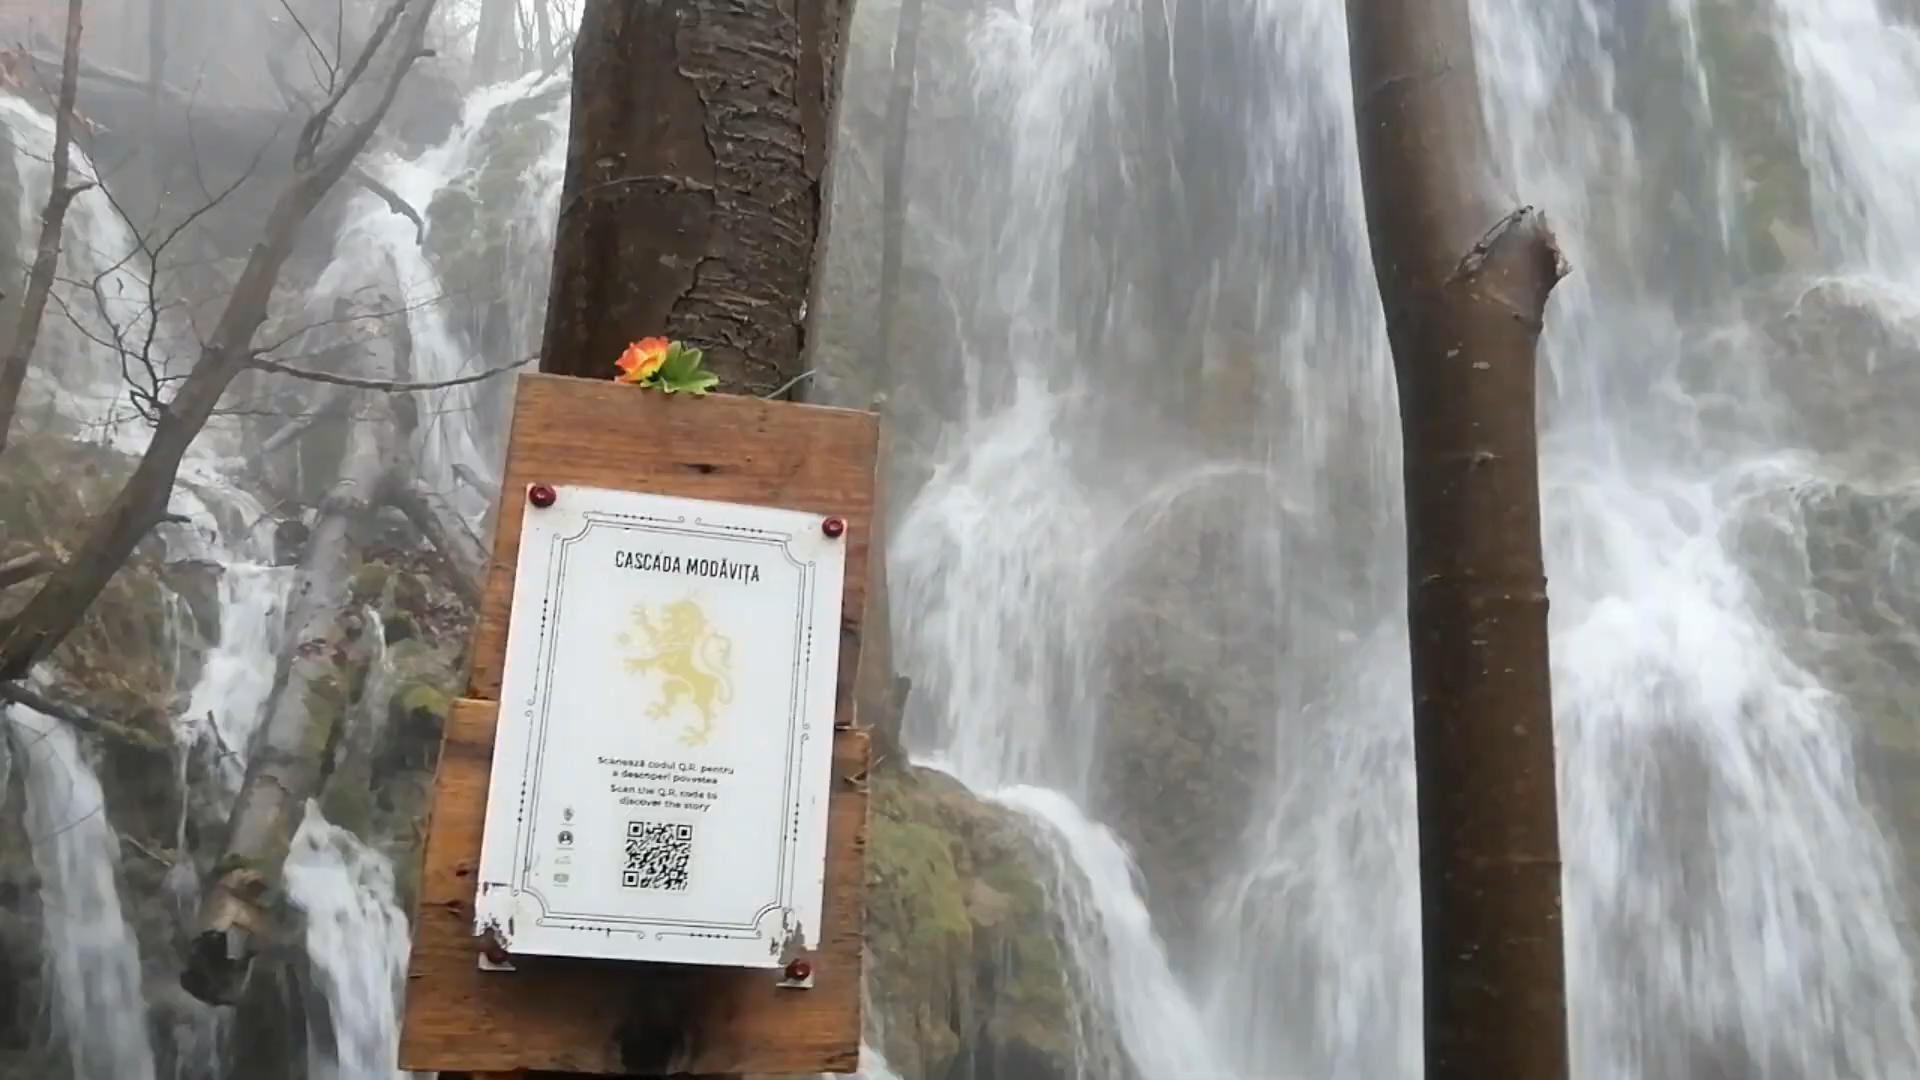 CASCADA MODĂVIȚA
Scanează codul Q.R. pentru
a descoperi povestea
Scan the Q.R. code to
discover the story